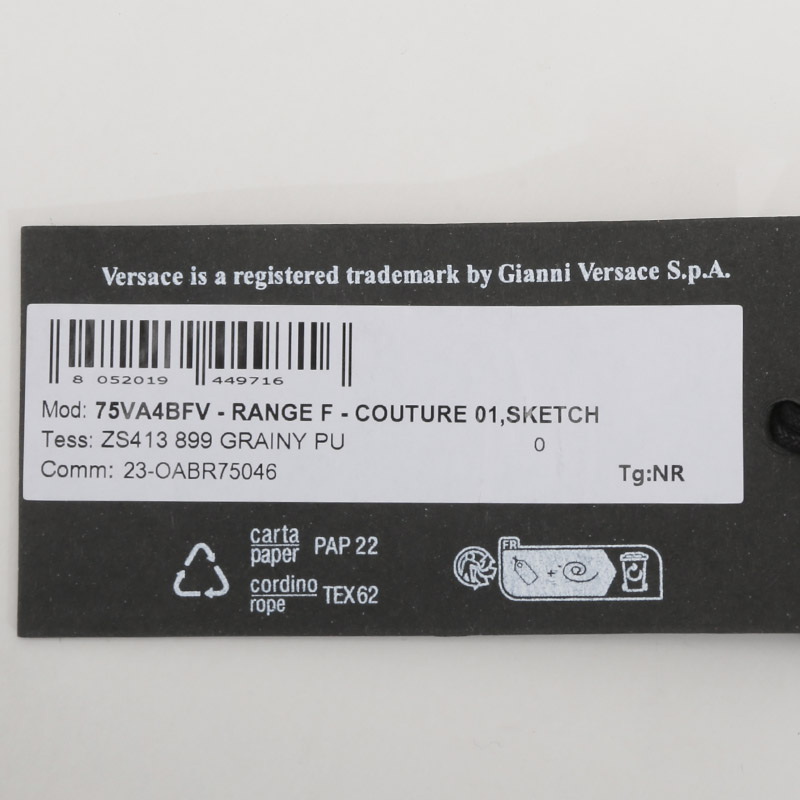 Versace is a registered trademark by Gianni Versace S.p.A.
8 052019 449716
Mod: 75VA4BFV - RANGE F - COUTURE 01,SKETCH
Tess: ZS413 899 GRAINY PU 0
Comm: 23-OABR75046 Tg:NR
carta
paper PAP 22
cordino
rope TEX62
FR